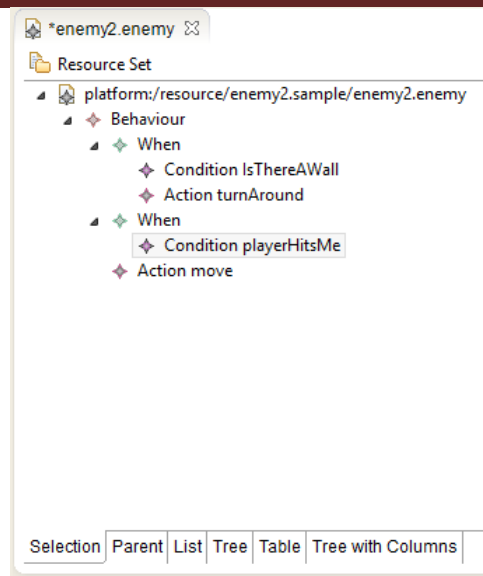 *enemy2.enemy
Resource Set
platform:/resource/enemy2.sample/enemy2.enemy
Behaviour
When
Condition IsThereAWall
Action turnAround
When
Condition playerHitsMe
Action move
Selection Parent List Tree Table Tree with Columns